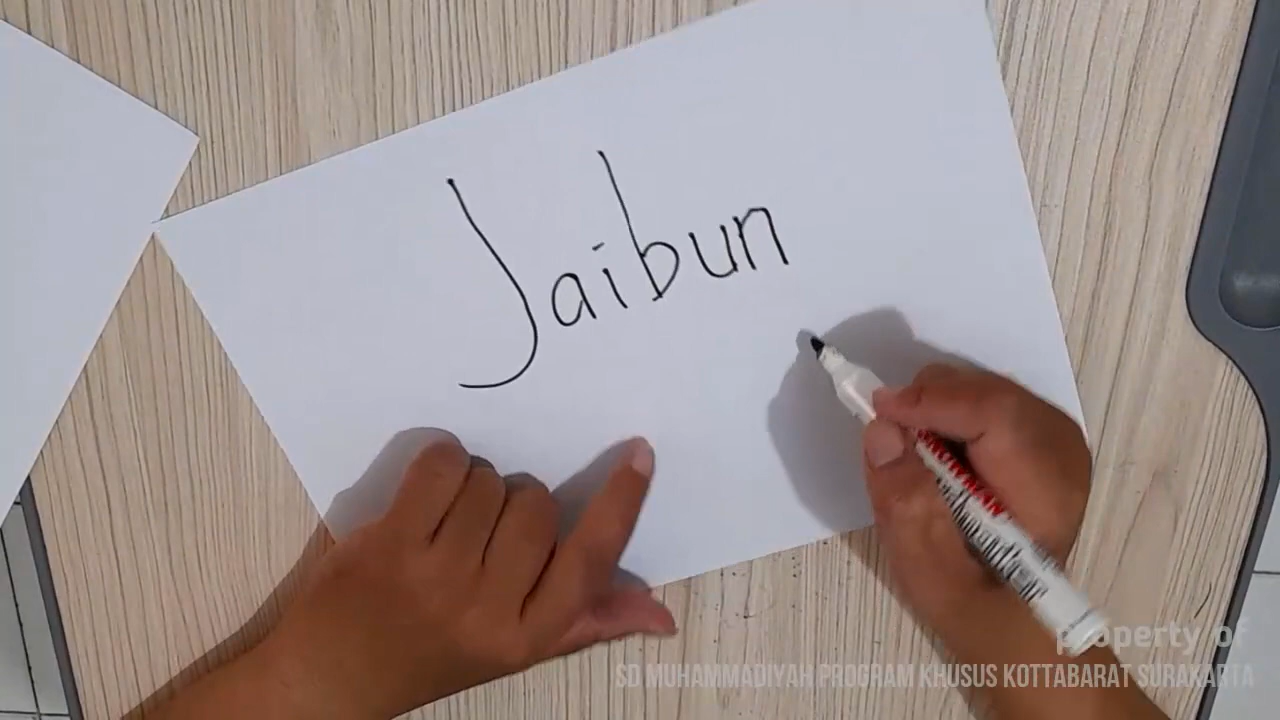 Jaibun
property of
SD MUHAMMADIYAH PROGRAM KHUSUS KOTTABARAT SURAKARTA